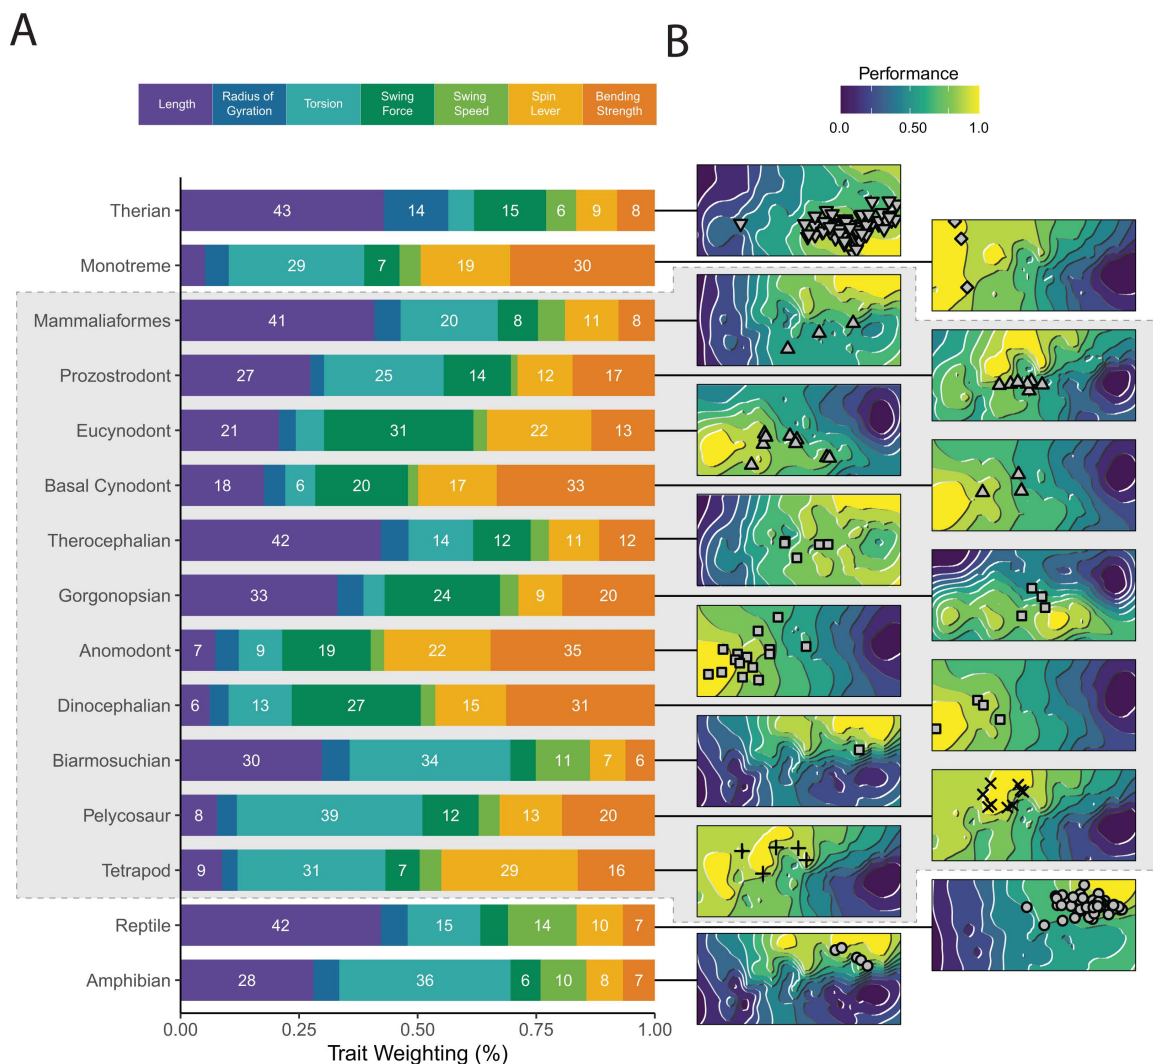 A
B
Length
Radius of
Gyration
Torsion
Swing
Force
Swing
Speed
Spin
Lever
Bending
Strength
Performance
0.0 0.50 1.0
Therian 43 14 15 6 9 8
Monotreme 29 7 19 30
Mammaliaformes 41 20 8 11 8
Prozostrodont 27 25 14 12 17
Eucynodont 21 31 22 13
Basal Cynodont 18 6 20 17 33
Therocephalian 42 14 12 11 12
Gorgonopsian 33 24 9 20
Anomodont 7 9 19 22 35
Dinocephalian 6 13 27 15 31
Biarmosuchian 30 34 11 7 6
Pelycosaur 8 39 12 13 20
Tetrapod 9 31 7 29 16
Reptile 42 15 14 10 7
Amphibian 28 36 6 10 8 7
0.00 0.25 0.50 0.75 1.00
Trait Weighting (%)